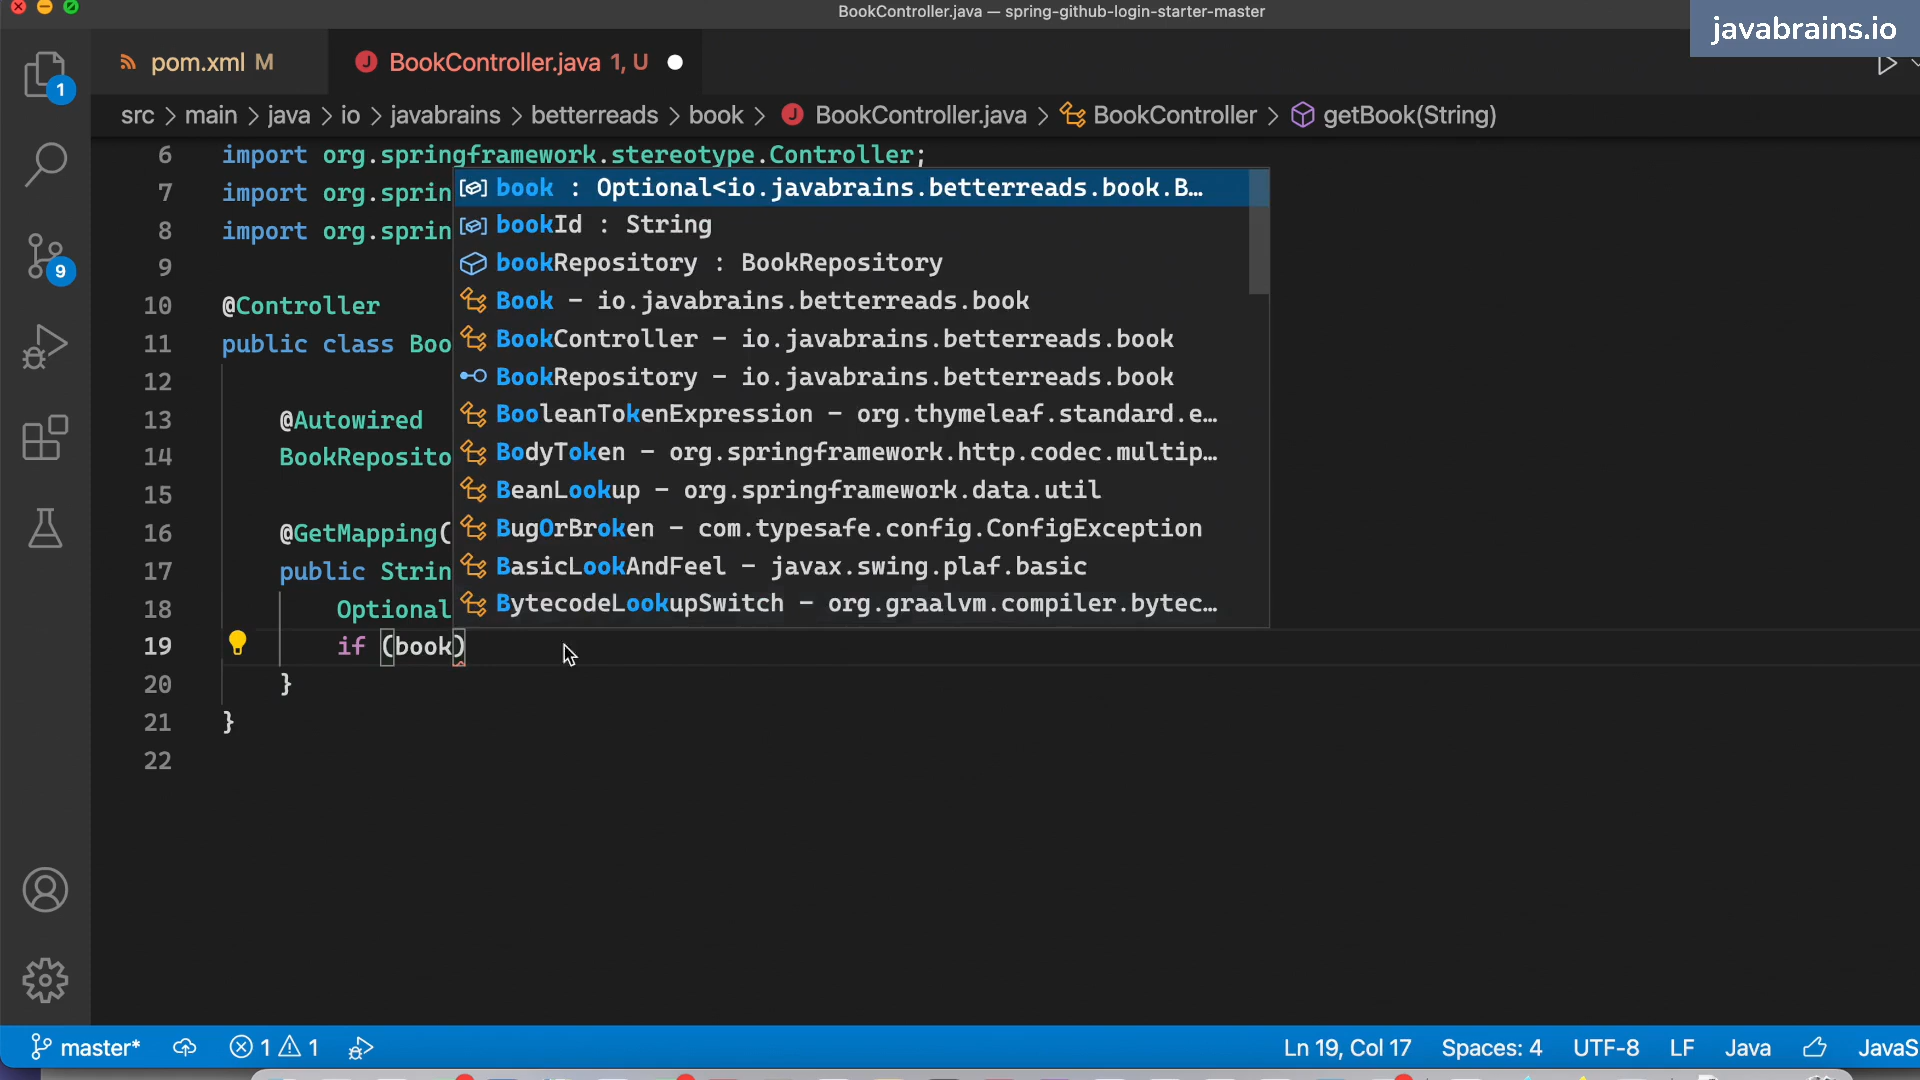 BookController.java — spring-github-login-starter-master
javabrains.io
pom.xml M
BookController.java 1, U
src > main > java > io > javabrains > betterreads > book > BookController.java > BookController > getBook(String)
6 import org.springframework.stereotype.Controller;
7 import org.sprin
8 import org.sprin
9
10 @Controller
11 public class Boo
12
13 @Autowired
14 BookReposito
15
16 @GetMapping(
17 public Strin
18 Optional
19 if (book)
20 }
21 }
22
book : Optional<io.javabrains.betterreads.book.B…
bookId : String
bookRepository : BookRepository
Book – io.javabrains.betterreads.book
BookController – io.javabrains.betterreads.book
BookRepository – io.javabrains.betterreads.book
BooleanTokenExpression – org.thymeleaf.standard.e…
BodyToken – org.springframework.http.codec.multip…
BeanLookup – org.springframework.data.util
BugOrBroken – com.typesafe.config.ConfigException
BasicLookAndFeel – javax.swing.plaf.basic
BytecodeLookupSwitch – org.graalvm.compiler.bytec…
1
9
master* 1 1 Ln 19, Col 17 Spaces: 4 UTF-8 LF Java JavaS